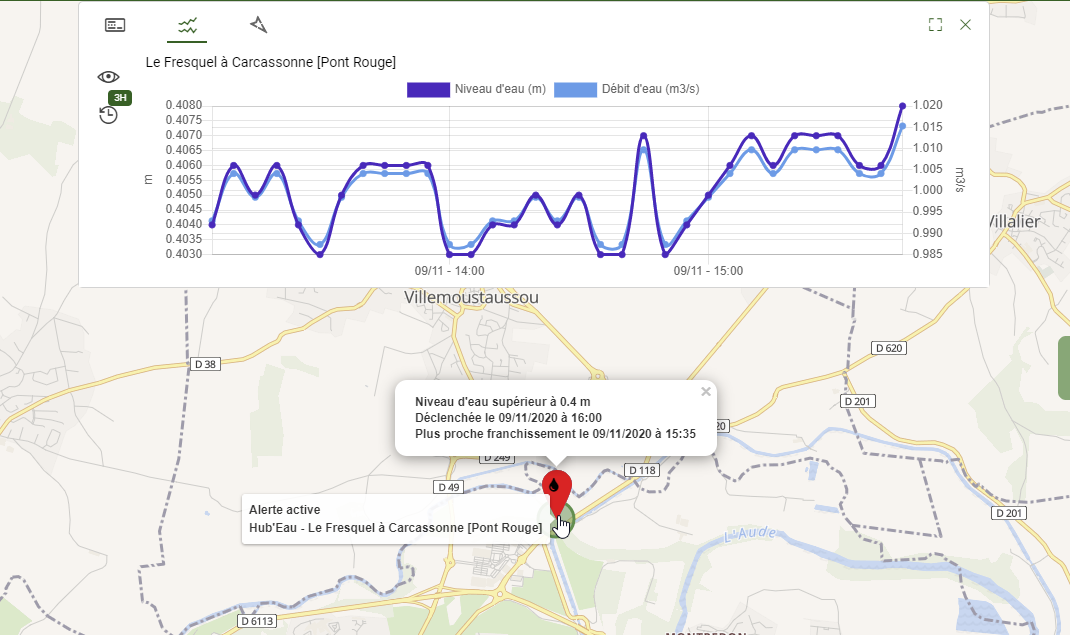 Le Fresquel à Carcassonne [Pont Rouge]
3H
Niveau d'eau (m) Débit d'eau (m3/s)
0.4080 1.020
0.4075 1.015
0.4070 1.010
0.4065 1.005
0.4060 1.000
0.4055 0.995
0.4050 0.990
0.4045 0.985
0.4040
0.4035
0.4030
m
m3/s
09/11 - 14:00 09/11 - 15:00
Villalier
Villemoustaussou
D 38
D 620
D 201
Niveau d'eau supérieur à 0.4 m
Déclenchée le 09/11/2020 à 16:00
Plus proche franchissement le 09/11/2020 à 15:35
20
D 249
D 118
D 49
Alerte active
Hub'Eau - Le Fresquel à Carcassonne [Pont Rouge]
D 201
L'Aude
D 6113
MONTREDON